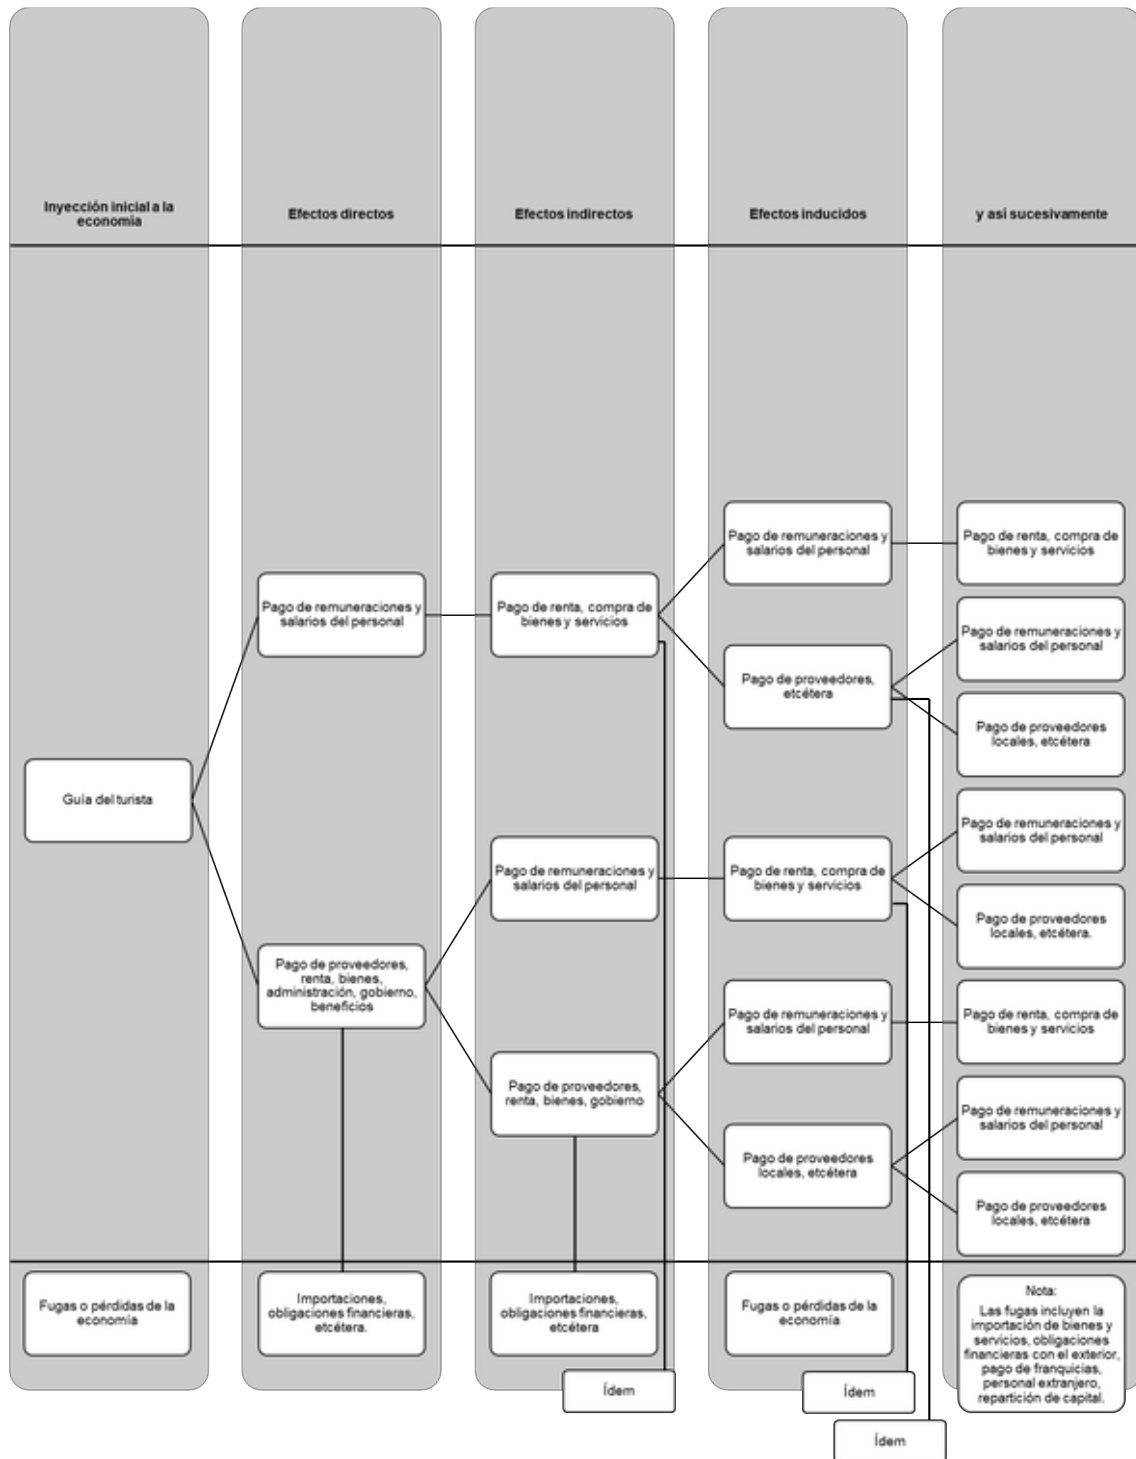 Inyección inicial a la
economía
Efectos directos
Efectos indirectos
Efectos inducidos
y así sucesivamente
Guía del turista
Pago de remuneraciones y
salarios del personal
Pago de proveedores,
renta, bienes,
administración, gobierno,
beneficios
Pago de renta, compra de
bienes y servicios
Pago de remuneraciones y
salarios del personal
Pago de proveedores,
renta, bienes, gobierno
Pago de remuneraciones y
salarios del personal
Pago de proveedores,
etcétera
Pago de renta, compra de
bienes y servicios
Pago de remuneraciones y
salarios del personal
Pago de proveedores
locales, etcétera
Pago de renta, compra de
bienes y servicios
Pago de remuneraciones y
salarios del personal
Pago de proveedores
locales, etcétera
Pago de remuneraciones y
salarios del personal
Pago de proveedores
locales, etcétera.
Pago de renta, compra de
bienes y servicios
Pago de remuneraciones y
salarios del personal
Pago de proveedores
locales, etcétera
Fugas o pérdidas de la
economía
Importaciones,
obligaciones financieras,
etcétera.
Importaciones,
obligaciones financieras,
etcétera
Fugas o pérdidas de la
economía
Nota:
Las fugas incluyen la
importación de bienes y
servicios, obligaciones
financieras con el exterior,
pago de franquicias,
personal extranjero,
repartición de capital.
Ídem
Ídem
Ídem